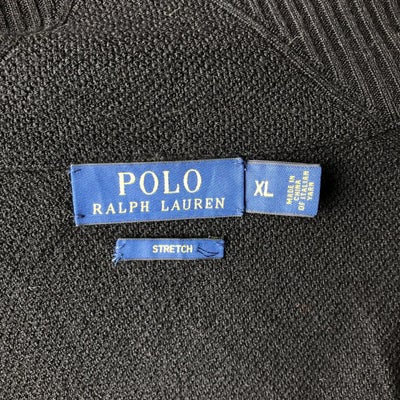 POLO
RALPH LAUREN
XL
MADE IN
CHINA
OF ITALIAN
YARN
STRETCH